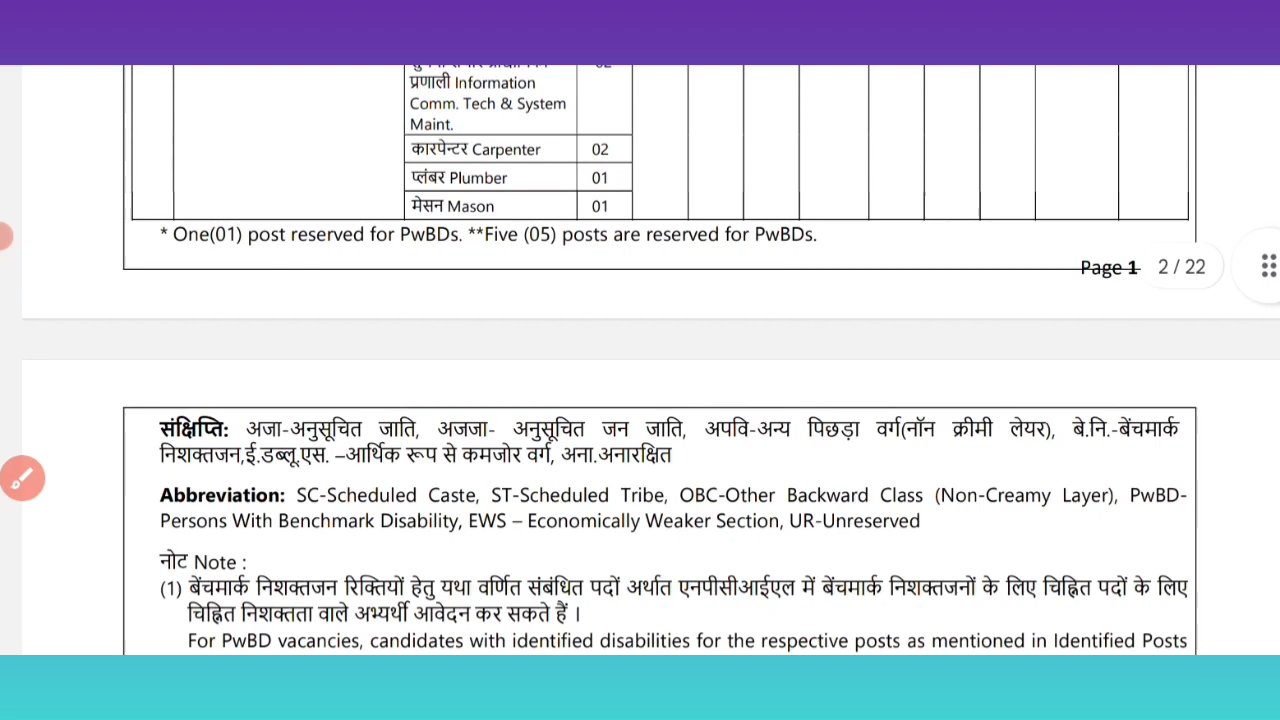 प्रणाली Information
Comm. Tech & System
Maint.
कारपेन्टर Carpenter 02
प्लंबर Plumber 01
मेसन Mason 01
* One(01) post reserved for PwBDs. **Five (05) posts are reserved for PwBDs.
Page 1 2 / 22
संक्षिप्ति: अजा-अनुसूचित जाति, अजजा- अनुसूचित जन जाति, अपवि-अन्य पिछड़ा वर्ग(नॉन क्रीमी लेयर), बे.नि.-बेंचमार्क
निशक्तजन,ई.डब्लू.एस. –आर्थिक रूप से कमजोर वर्ग, अना.अनारक्षित
Abbreviation: SC-Scheduled Caste, ST-Scheduled Tribe, OBC-Other Backward Class (Non-Creamy Layer), PwBD-
Persons With Benchmark Disability, EWS – Economically Weaker Section, UR-Unreserved
नोट Note :
(1) बेंचमार्क निशक्तजन रिक्तियों हेतु यथा वर्णित संबंधित पदों अर्थात एनपीसीआईएल में बेंचमार्क निशक्तजनों के लिए चिह्नित पदों के लिए
चिह्नित निशक्तता वाले अभ्यर्थी आवेदन कर सकते हैं ।
For PwBD vacancies, candidates with identified disabilities for the respective posts as mentioned in Identified Posts